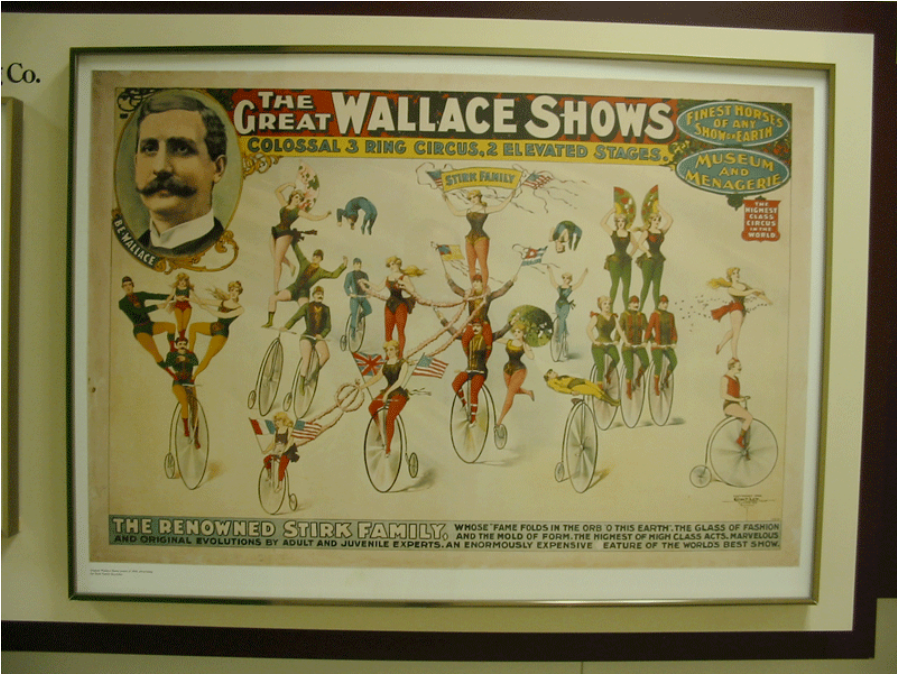 Co.
THE
GREAT WALLACE SHOWS
COLOSSAL 3 RING CIRCUS, 2 ELEVATED STAGES.
FINEST HORSES
OF ANY
SHOW ON EARTH
MUSEUM
AND
MENAGERIE
THE
HIGHEST
CLASS
CIRCUS
IN THE
WORLD
B.E. WALLACE
STIRK FAMILY
THE RENOWNED STIRK FAMILY, WHOSE "FAME FOLDS IN THE ORB O THIS EARTH". THE GLASS OF FASHION
AND THE MOLD OF FORM. THE HIGHEST OF HIGH CLASS ACTS. MARVELOUS
AND ORIGINAL EVOLUTIONS BY ADULT AND JUVENILE EXPERTS. AN ENORMOUSLY EXPENSIVE EATURE OF THE WORLD'S BEST SHOW.